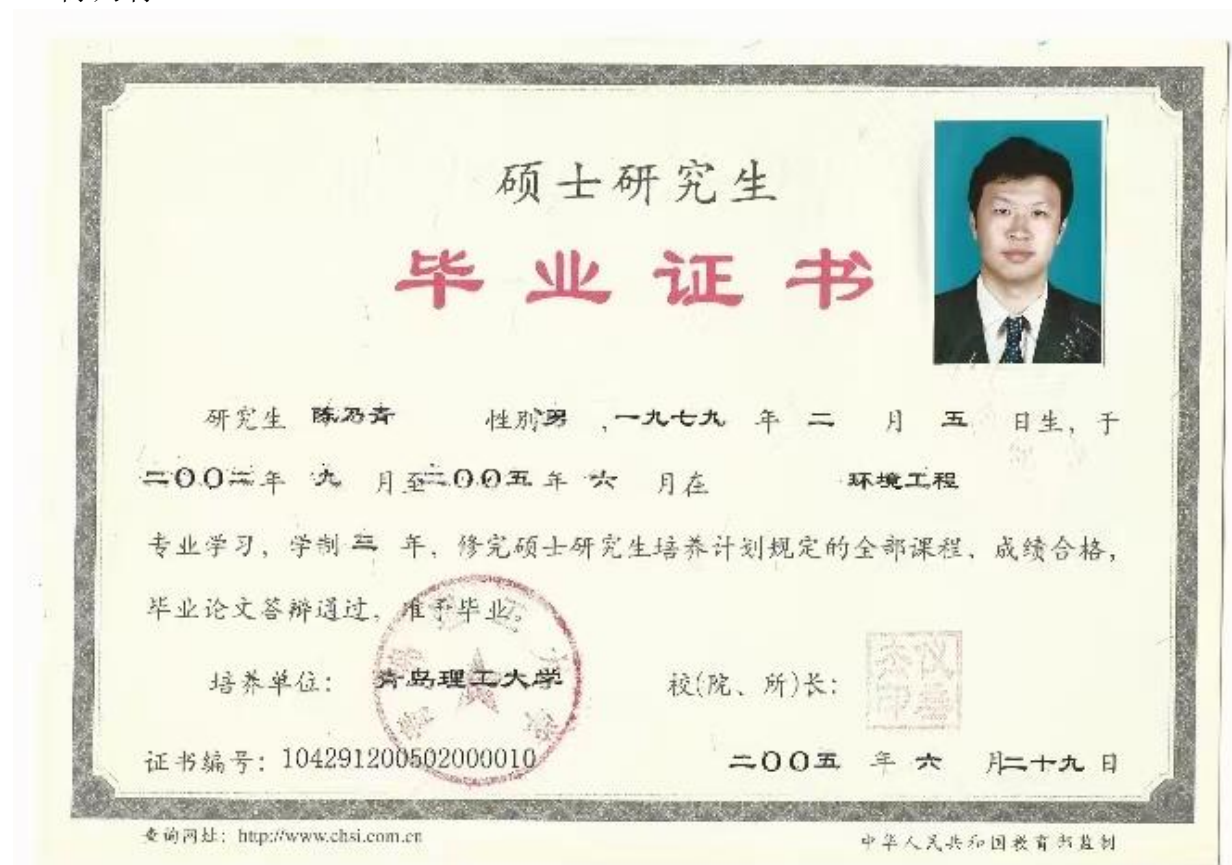 硕士研究生
毕业证书
研究生 陈乃青 性别男 ,一九七九 年 二 月 五 日生, 于
二〇〇二年 九 月至二〇〇五年 六 月在 环境工程
专业学习, 学制 三 年, 修完硕士研究生培养计划规定的全部课程、成绩合格,
毕业论文答辩通过, 准予毕业。
培养单位: 青岛理工大学 校(院、所)长:
证书编号: 104291200502000010 二〇〇五 年 六 月二十九 日
查询网址: http://www.chsi.com.cn 中华人民共和国教育部监制